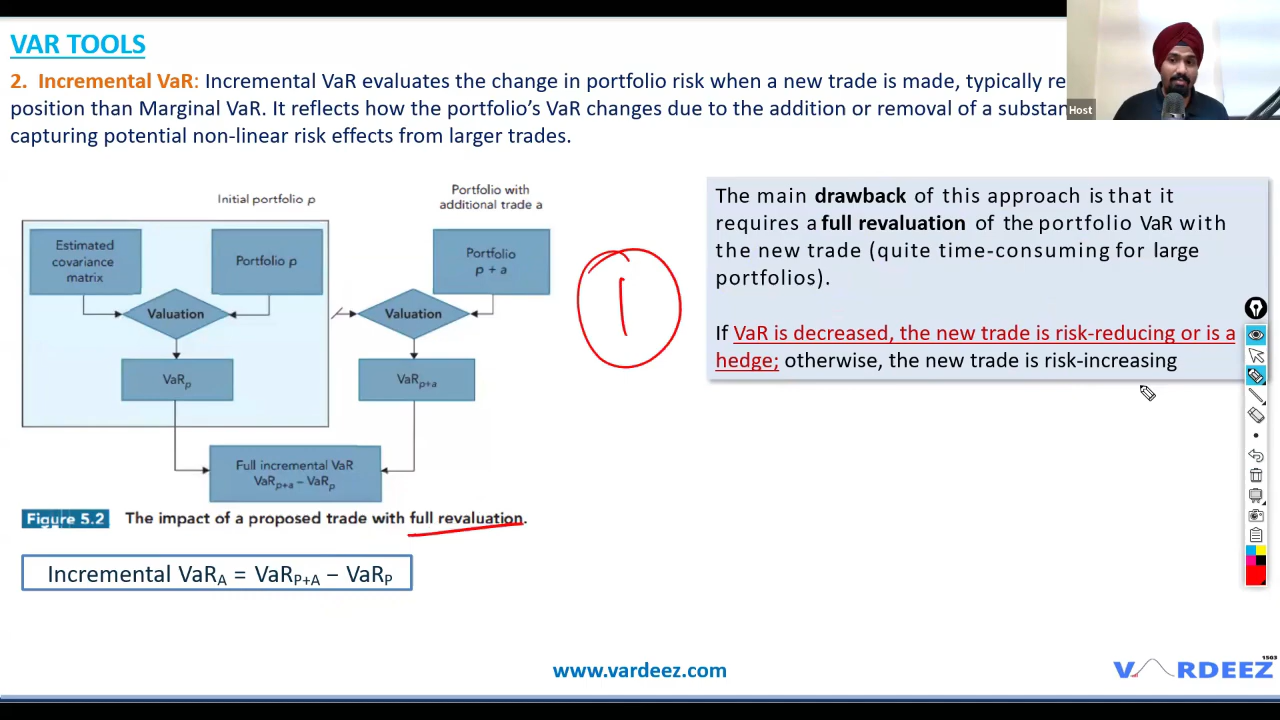 VAR TOOLS
2. Incremental VaR: Incremental VaR evaluates the change in portfolio risk when a new trade is made, typically
position than Marginal VaR. It reflects how the portfolio's VaR changes due to the addition or removal of a
capturing potential non-linear risk effects from larger trades.
Host
Initial portfolio p
Portfolio with
additional trade a
Estimated
covariance
matrix
Portfolio p
Portfolio
p + a
Valuation
Valuation
VaRp
VaRp+a
Full incremental VaR
VaRp+a – VaRp
Figure 5.2 The impact of a proposed trade with full revaluation.
Incremental VaRA = VaRP+A – VaRP
1
The main drawback of this approach is that it
requires a full revaluation of the portfolio VaR with
the new trade (quite time-consuming for large
portfolios).
If VaR is decreased, the new trade is risk-reducing or is a
hedge; otherwise, the new trade is risk-increasing
www.vardeez.com
VARDEEZ
1503